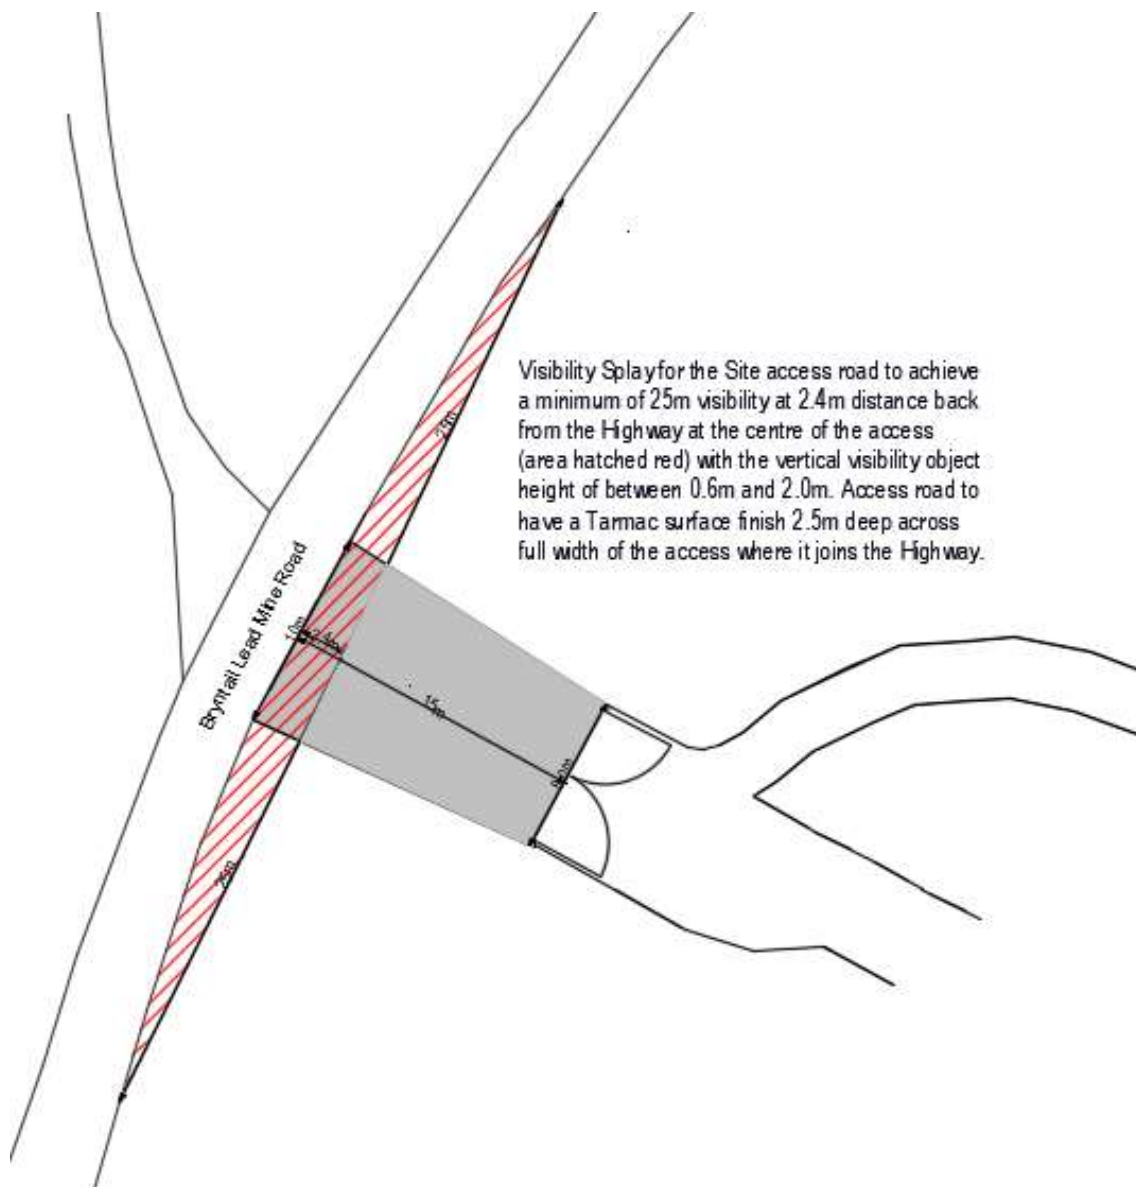 Visibility Splay for the Site access road to achieve
a minimum of 25m visibility at 2.4m distance back
from the Highway at the centre of the access
(area hatched red) with the vertical visibility object
height of between 0.6m and 2.0m. Access road to
have a Tarmac surface finish 2.5m deep across
full width of the access where it joins the Highway.
25m
Bryntail Lead Mine Road
10m
2.4m
15m
25m